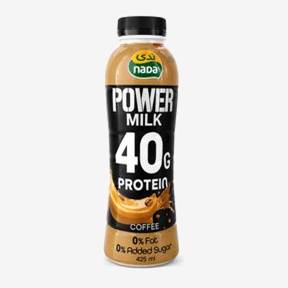 ندى
nada
POWER
MILK
40G
PROTEIN
COFFEE
0% Fat
0% Added Sugar
425 ml